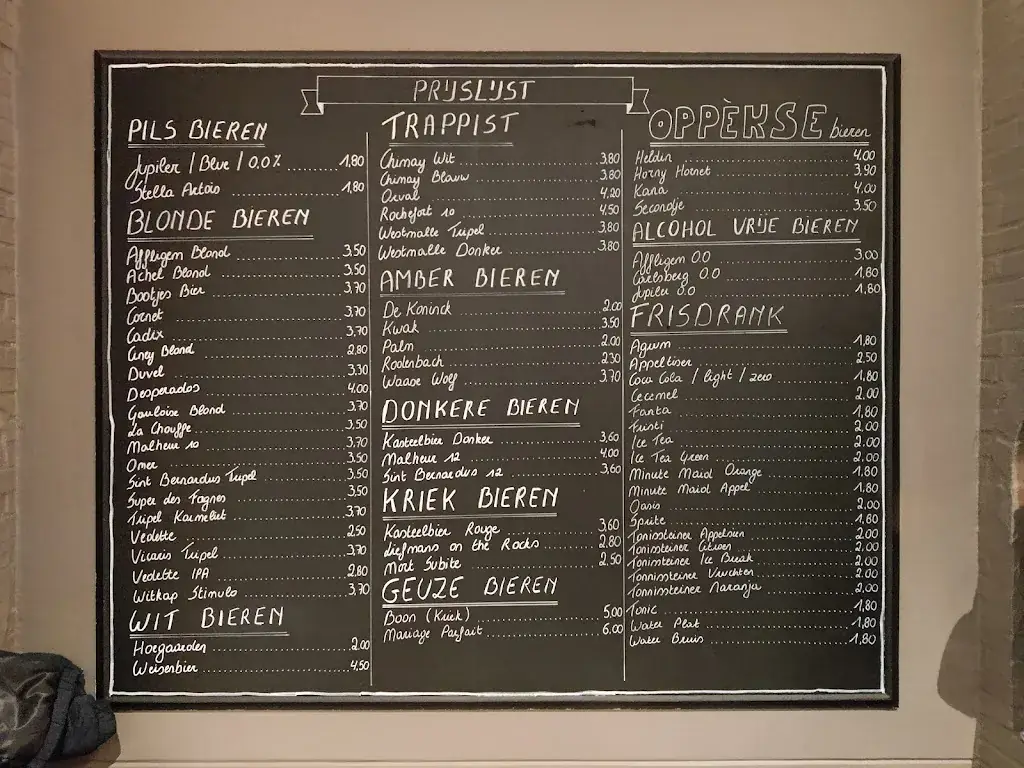 PRIJSLIJST
PILS BIEREN
Jupiler / Blue / 0.0% 1,80
Stella Artois 1,80
BLONDE BIEREN
Affligem Blond 3,50
Achel Blond 3,50
Bootjes Bier 3,70
Cornet 3,70
Cadix 3,70
Ciney Blond 2,80
Duvel 3,30
Desperados 4,00
Gauloise Blond 3,70
La Chouffe 3,50
Malheur 10 3,70
Omer 3,50
Sint Bernardus Tripel 3,50
Super des Fagnes 3,50
Tripel Karmeliet 3,70
Vedette 2,50
Vicaris Tripel 3,70
Vedette IPA 2,80
Witkap Stimulo 3,70
WIT BIEREN
Hoegaarden 2,00
Weisenbier 4,50
TRAPPIST
Chimay Wit 3,80
Chimay Blauw 3,80
Orval 4,20
Rochefort 10 4,50
Westmalle Tripel 3,80
Westmalle Donker 3,80
AMBER BIEREN
De Koninck 2,00
Kwak 3,50
Palm 2,00
Rodenbach 2,30
Waase Wolf 3,70
DONKERE BIEREN
Kasteelbier Donker 3,60
Malheur 12 4,00
Sint Bernardus 12 3,60
KRIEK BIEREN
Kasteelbier Rouge 3,60
Liefmans on the Rocks 2,80
Mort Subite 2,50
GEUZE BIEREN
Boon (Kriek) 5,00
Mariage Parfait 6,00
OPPÈKSE bieren
Heldin 4,00
Horny Hornet 3,90
Kana 4,00
Secondje 3,50
ALCOHOL VRIJE BIEREN
Affligem 0.0 3,00
Carlsberg 0.0 1,80
Jupiler 0.0 1,80
FRISDRANK
Agrum 1,80
Appeltiser 2,50
Coca Cola / light / zero 1,80
Cecemel 2,00
Fanta 1,80
Fristi 2,00
Ice Tea 2,00
Ice Tea Green 2,00
Minute Maid Orange 1,80
Minute Maid Appel 1,80
Oasis 2,00
Sprite 1,80
Tonissteiner Appelsien 2,00
Tonissteiner Citroen 2,00
Tonissteiner Ice Break 2,00
Tonnissteiner Vruchten 2,00
Tonnissteiner Naranja 2,00
Tonic 1,80
Water Plat 1,80
Water Bruis 1,80